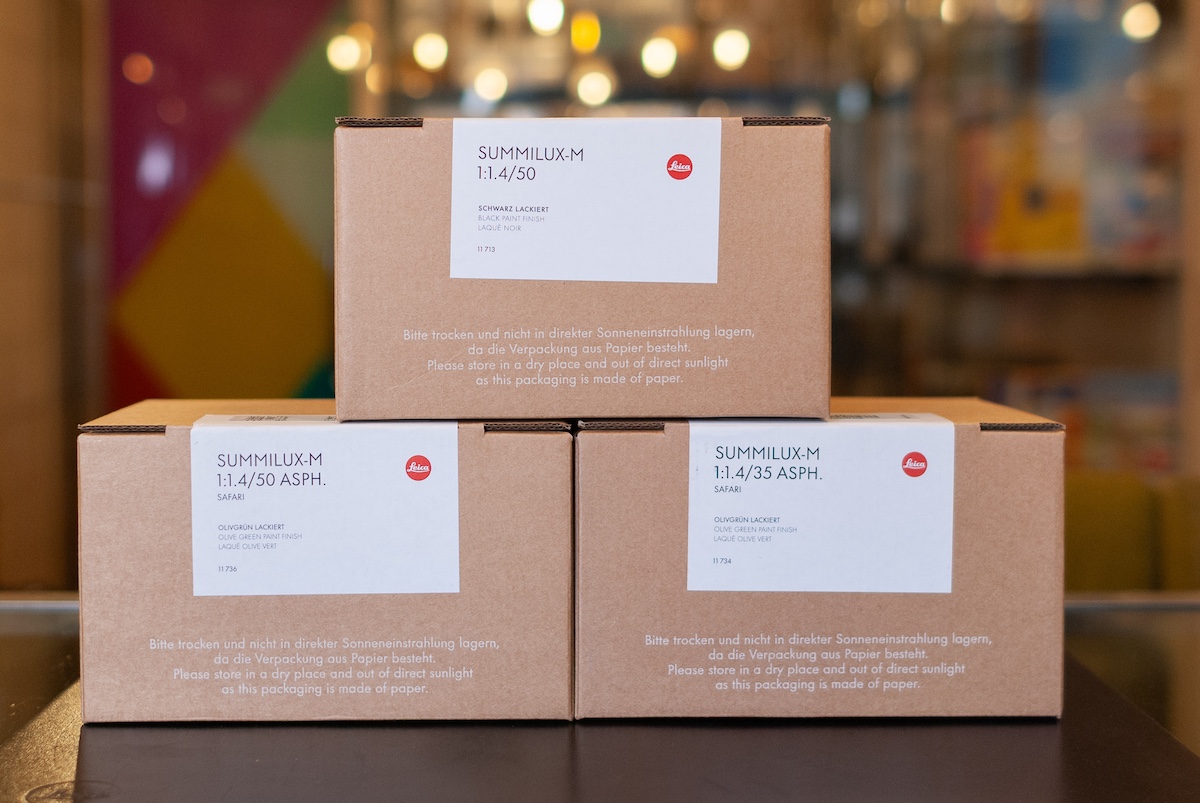 SUMMILUX-M
1:1.4/50
Leica
SCHWARZ LACKIERT
BLACK PAINT FINISH
LAQUÉ NOIR
11 713
Bitte trocken und nicht in direkter Sonneneinstrahlung lagern,
da die Verpackung aus Papier besteht.
Please store in a dry place and out of direct sunlight
as this packaging is made of paper.
SUMMILUX-M
1:1.4/50 ASPH.
SAFARI
Leica
OLIVGRÜN LACKIERT
OLIVE GREEN PAINT FINISH
LAQUÉ OLIVE VERT
11 736
Bitte trocken und nicht in direkter Sonneneinstrahlung lagern,
da die Verpackung aus Papier besteht.
Please store in a dry place and out of direct sunlight
as this packaging is made of paper.
SUMMILUX-M
1:1.4/35 ASPH.
SAFARI
Leica
OLIVGRÜN LACKIERT
OLIVE GREEN PAINT FINISH
LAQUÉ OLIVE VERT
11 734
Bitte trocken und nicht in direkter Sonneneinstrahlung lagern,
da die Verpackung aus Papier besteht.
Please store in a dry place and out of direct sunlight
as this packaging is made of paper.